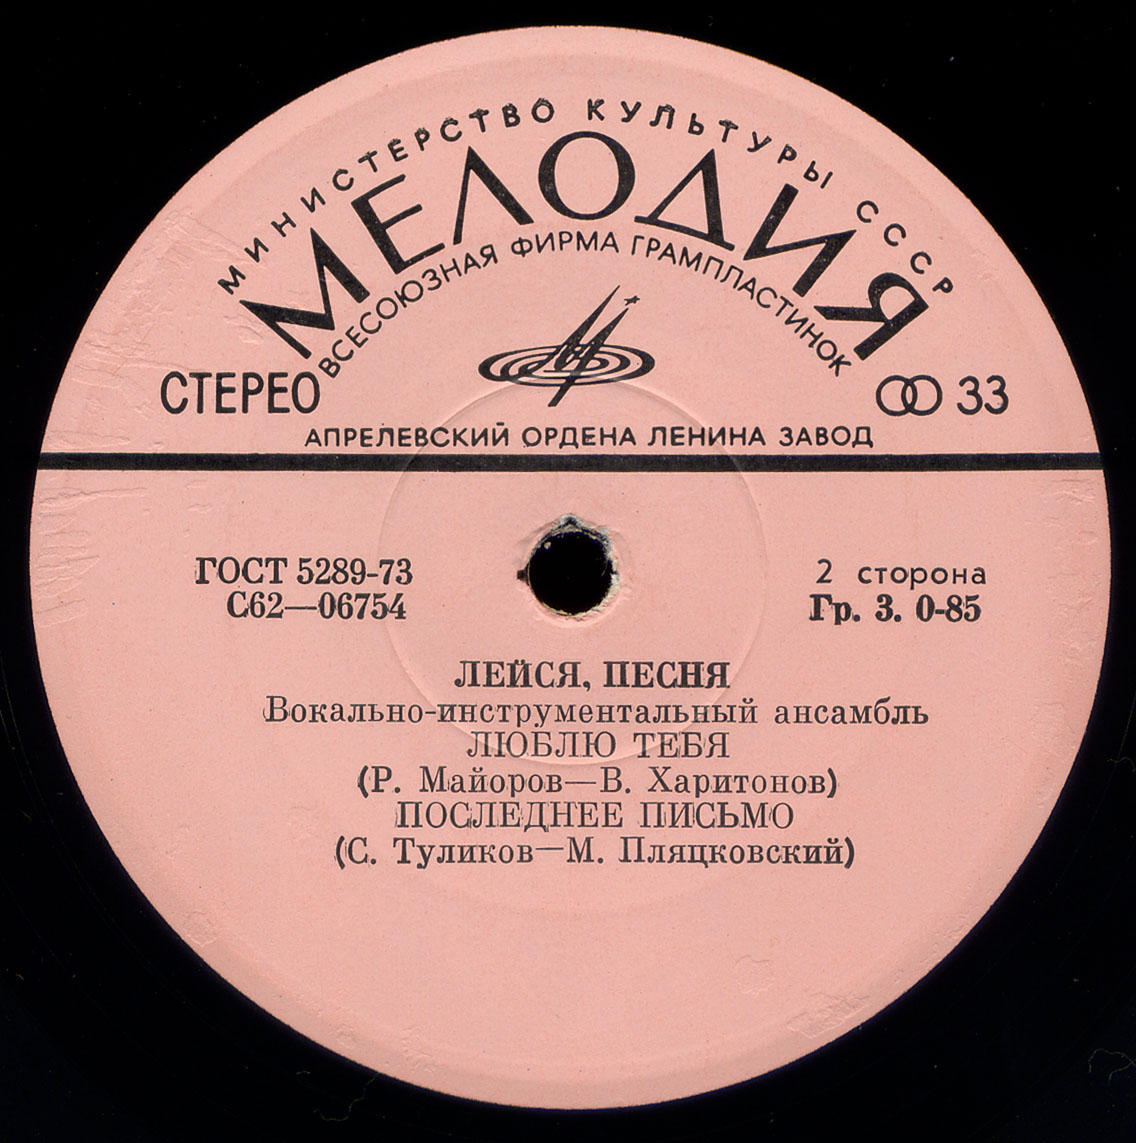 МИНИСТЕРСТВО КУЛЬТУРЫ СССР
МЕЛОДИЯ
ВСЕСОЮЗНАЯ ФИРМА ГРАМПЛАСТИНОК
СТЕРЕО
33
АПРЕЛЕВСКИЙ ОРДЕНА ЛЕНИНА ЗАВОД
ГОСТ 5289-73
С62—06754
2 сторона
Гр. 3. 0-85
ЛЕЙСЯ, ПЕСНЯ
Вокально-инструментальный ансамбль
ЛЮБЛЮ ТЕБЯ
(Р. Майоров—В. Харитонов)
ПОСЛЕДНЕЕ ПИСЬМО
(С. Туликов—М. Пляцковский)